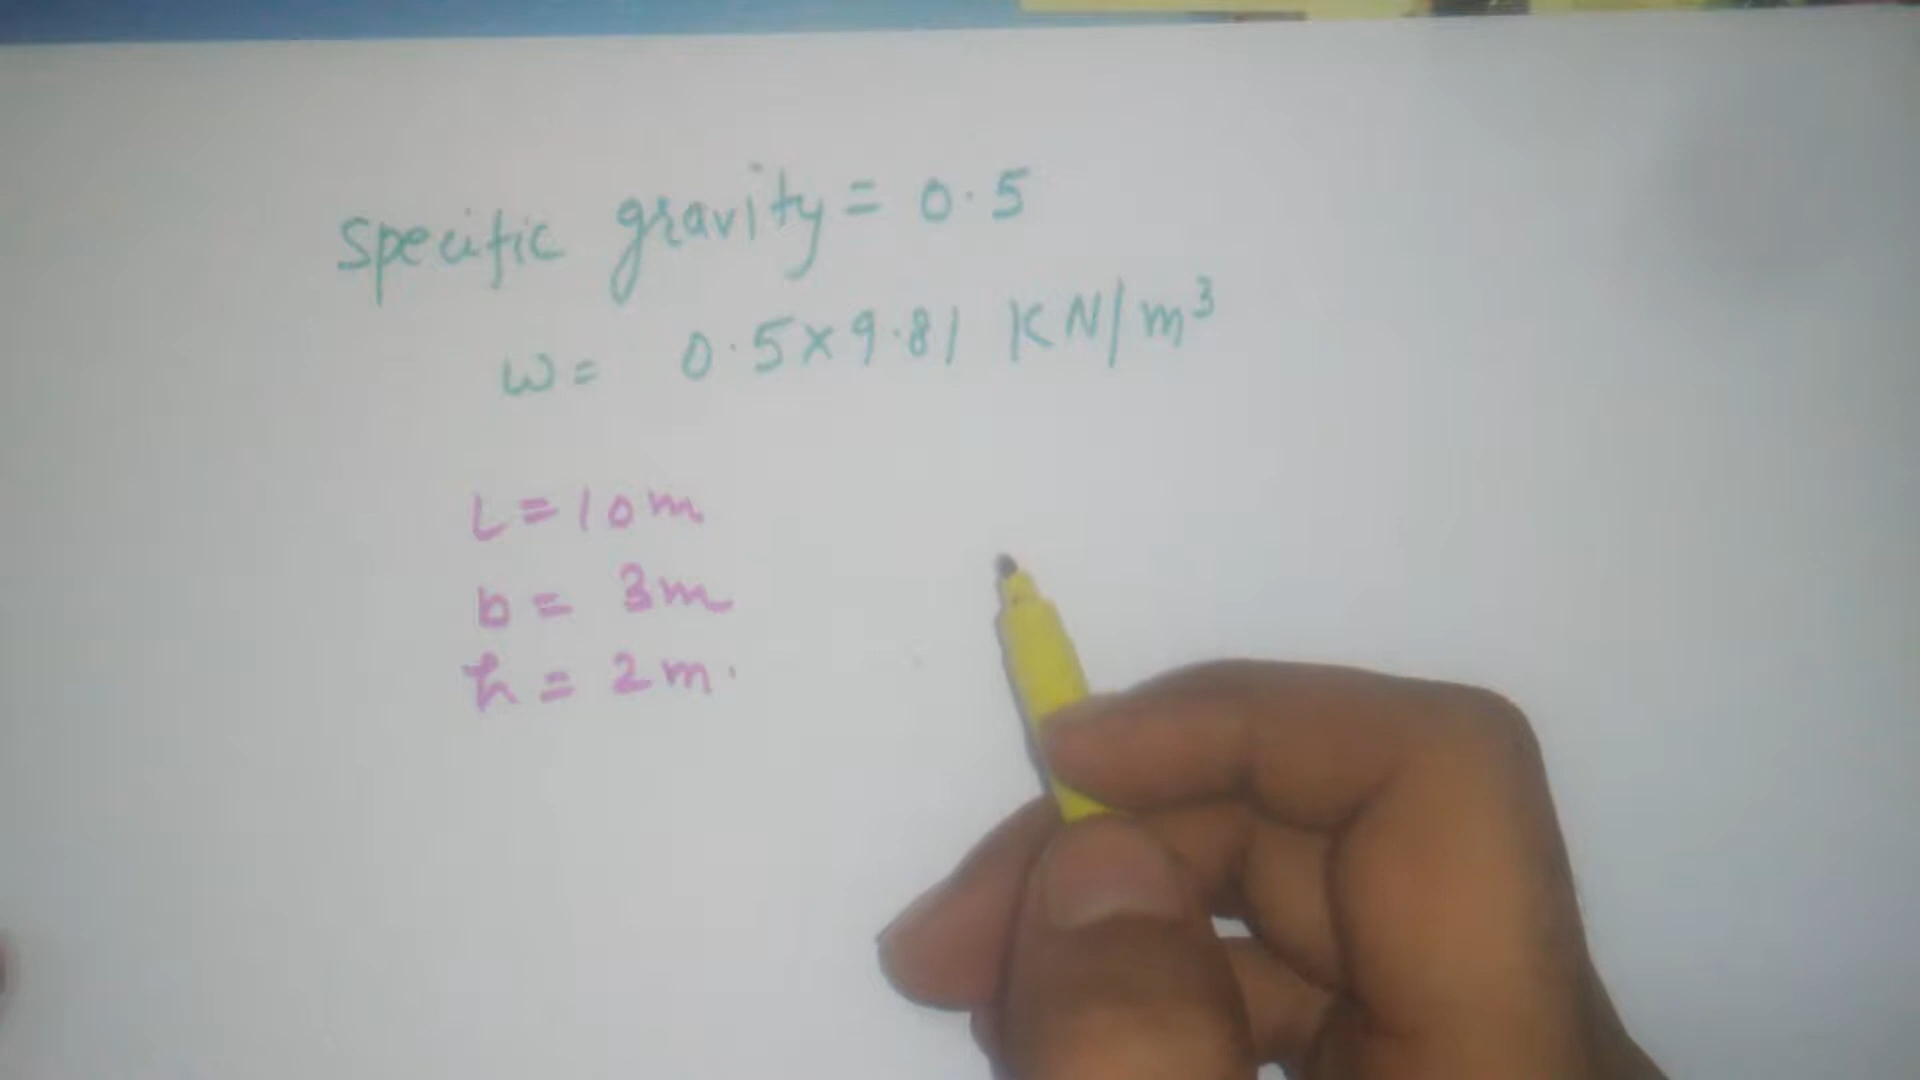 Specific gravity = 0.5
w = 0.5×9.81 KN/m³
L = 10m
b = 3m
h = 2m.